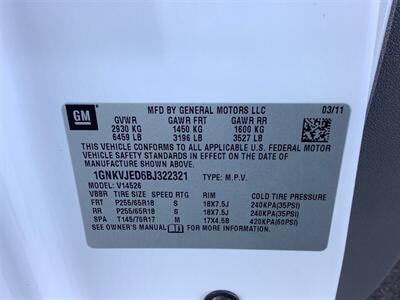 GM MFD BY GENERAL MOTORS LLC 03/11
GVWR GAWR FRT GAWR RR
2930 KG 1450 KG 1600 KG
6459 LB 3196 LB 3527 LB
THIS VEHICLE CONFORMS TO ALL APPLICABLE U.S. FEDERAL MOTOR
VEHICLE SAFETY AND THEFT PREVENTION STANDARDS IN EFFECT ON THE DATE OF
MANUFACTURE SHOWN ABOVE.
1GNKVJED6BJ322321 TYPE: M.P.V.
MODEL: V14526
TIRE SIZE SPEED RTG RIM COLD TIRE PRESSURE
FRT P255/65R18 S 18X7.5J 240KPA(35PSI)
RR P255/65R18 S 18X7.5J 240KPA(35PSI)
SPA T145/70R17 M 17X4.5B 420KPA(60PSI)
SEE OWNER'S MANUAL FOR ADDITIONAL INFORMATION.